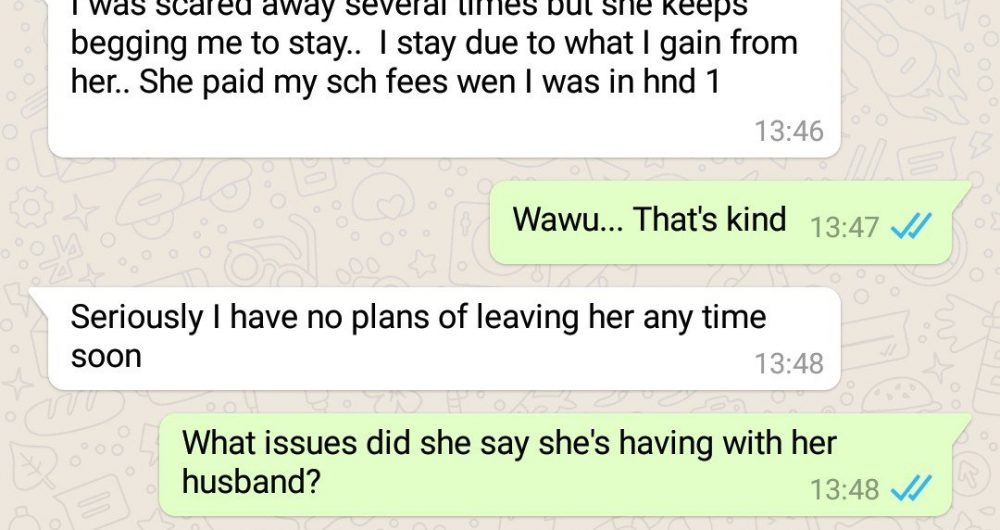 I was scared away several times but she keeps
begging me to stay.. I stay due to what I gain from
her.. She paid my sch fees wen I was in hnd 1
13:46
Wawu... That's kind 13:47
Seriously I have no plans of leaving her any time
soon 13:48
What issues did she say she's having with her
husband? 13:48